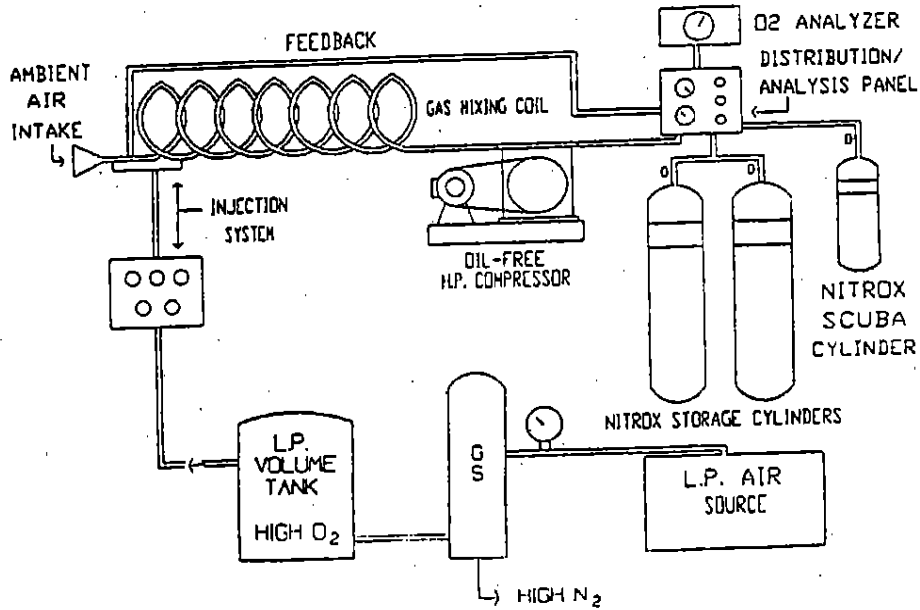 O2 ANALYZER
FEEDBACK
DISTRIBUTION/
ANALYSIS PANEL
AMBIENT
AIR
INTAKE
GAS MIXING COIL
INJECTION
SYSTEM
OIL-FREE
H.P. COMPRESSOR
NITROX
SCUBA
CYLINDER
NITROX STORAGE CYLINDERS
L.P.
VOLUME
TANK
HIGH O₂
G
S
L.P. AIR
SOURCE
HIGH N₂